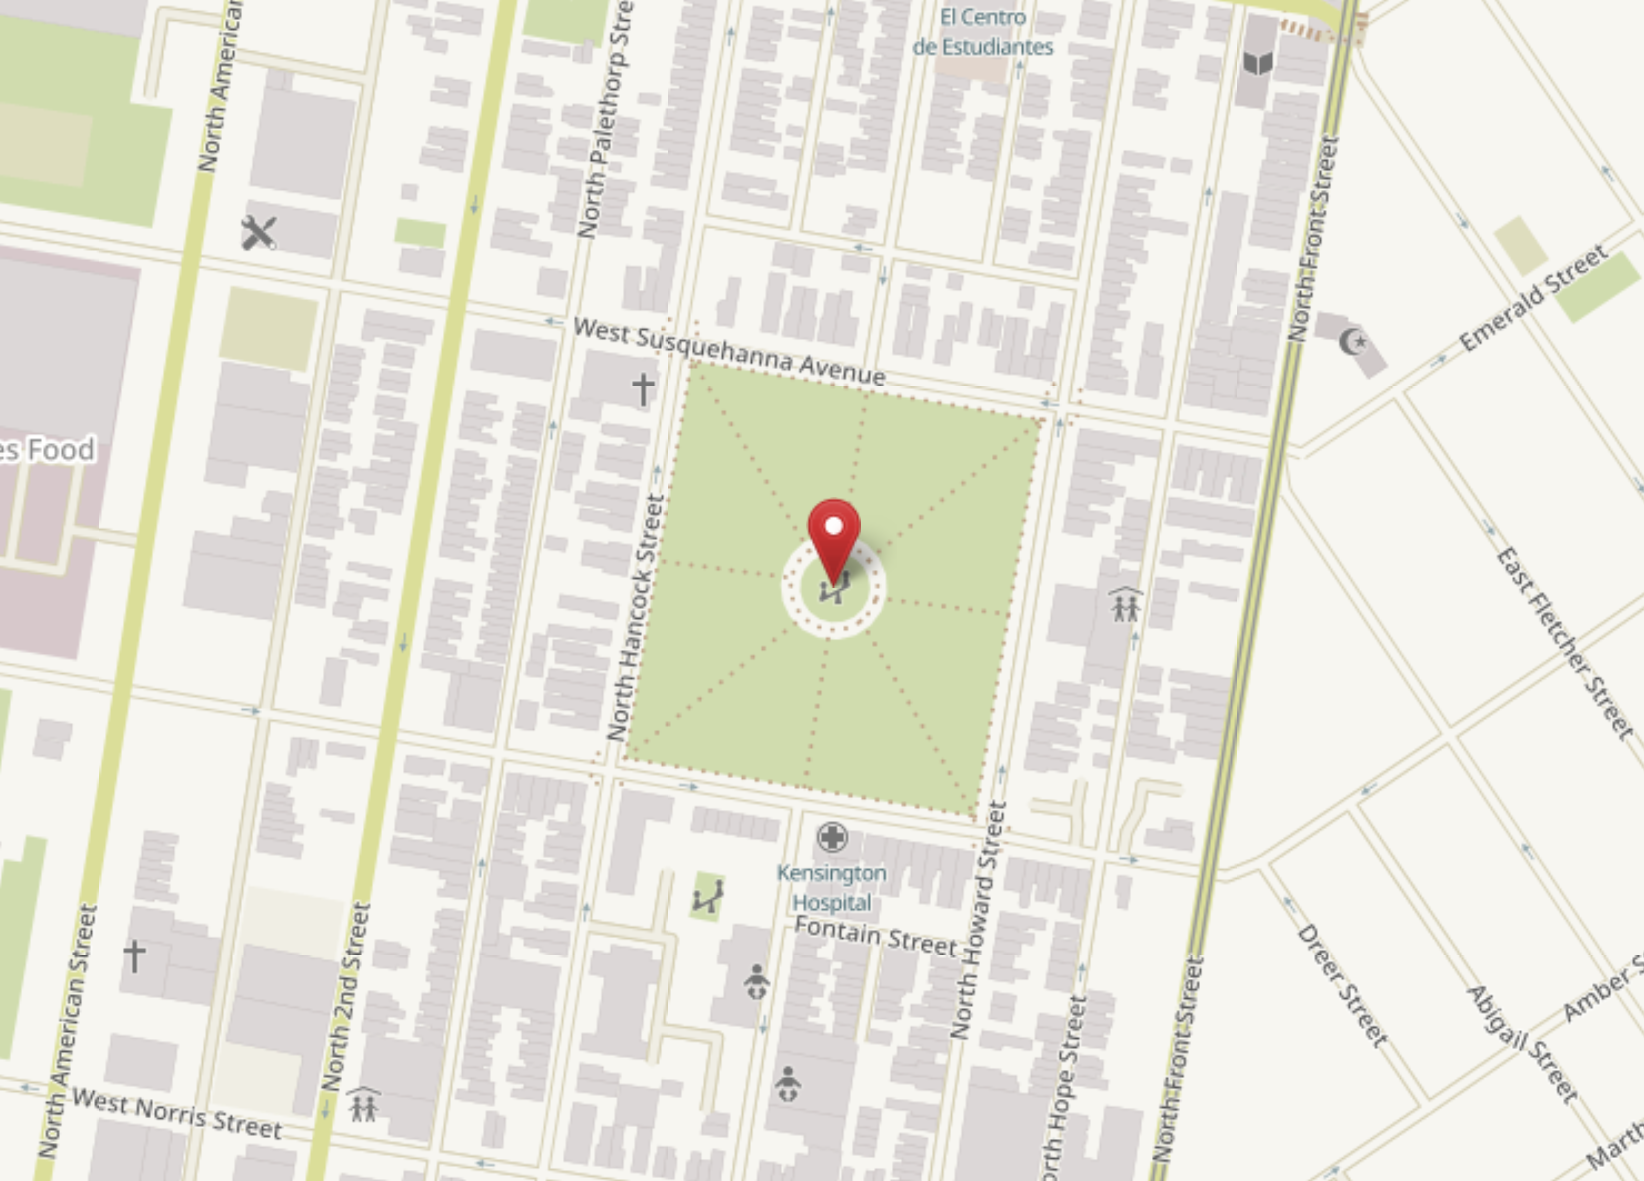 El Centro
de Estudiantes
North American
North Palethorp Stre
North Front Street
Emerald Street
West Susquehanna Avenue
es Food
North Hancock Street
East Fletcher Street
Kensington
Hospital
Fontain Street
North Howard Street
Dreer Street
Abigail Street
Amber S
North American Street
North 2nd Street
orth Hope Street
North Front Street
West Norris Street
Marth